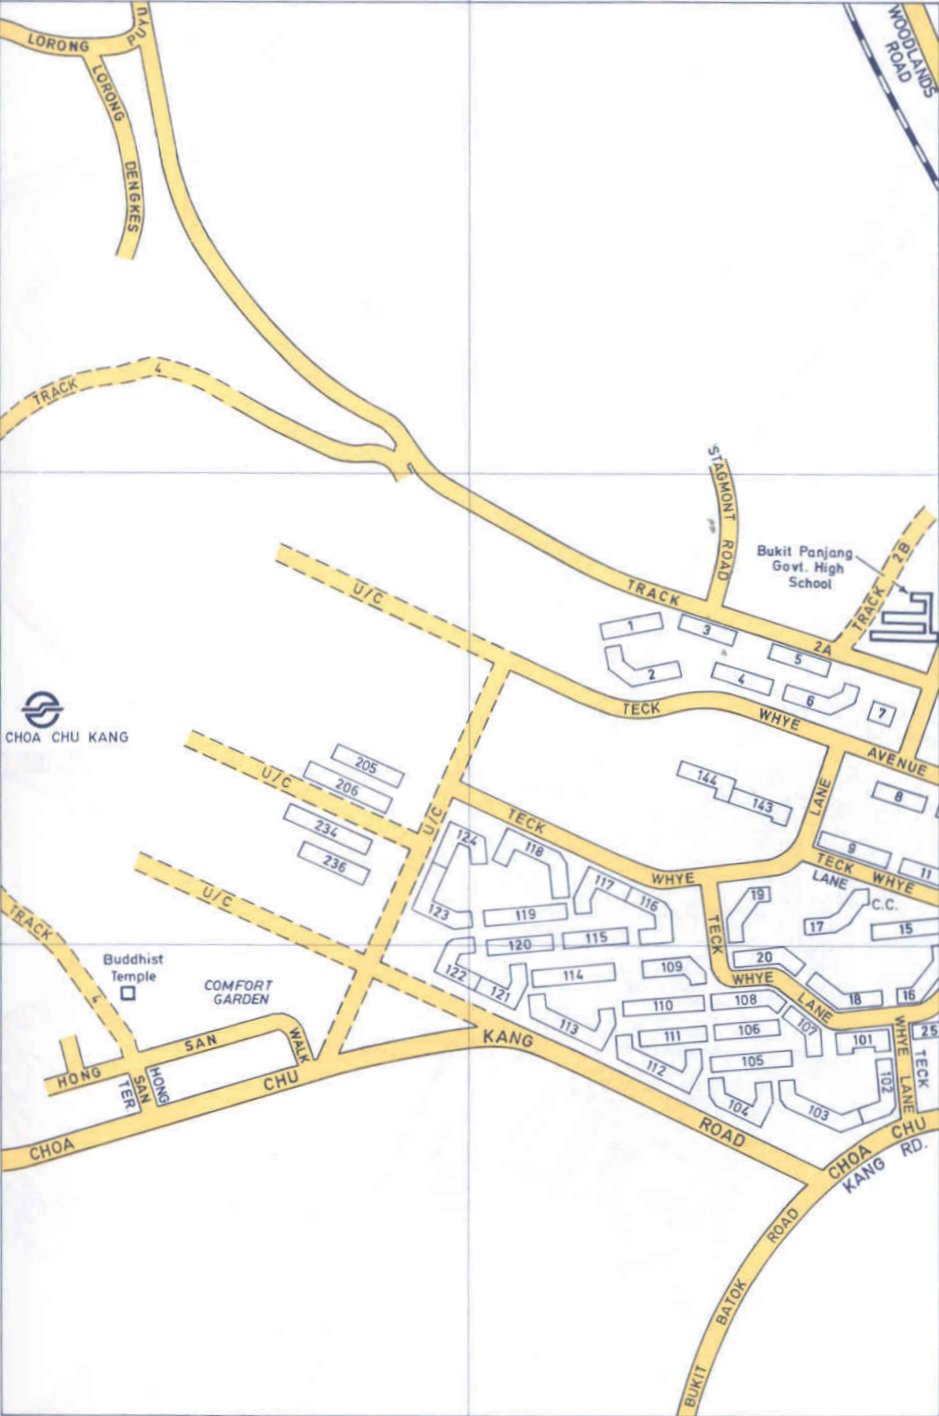 LORONG
P. SYU
LORONG
DENGKES
WOODLANDS
ROAD
TRACK
4
STAGMONT
ROAD
Bukit Panjang
Govt. High
School
TRACK 2B
U/C
TRACK
2A
1
3
5
2
4
6
7
TECK
WHYE
AVENUE
CHOA CHU KANG
205
206
234
236
U/C
U/C
U/C
144
143
LANE
8
9
11
TECK
WHYE
TECK WHYE
LANE
C.C.
124
118
117
116
123
119
120
115
122
121
114
109
113
110
108
111
106
107
112
105
104
103
101
102
19
17
15
20
18
16
25
TECK
WHYE
LANE
WHYE
LANE
TECK
TRACK
4
Buddhist
Temple
COMFORT
GARDEN
HONG
SAN
WALK
HONG
SAN
TER.
CHOA
CHU
KANG
ROAD
CHOA CHU
KANG RD.
BUKIT
BATOK
ROAD